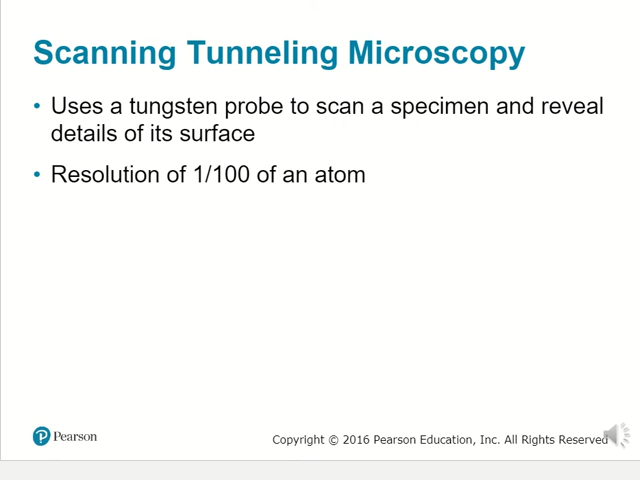 Scanning Tunneling Microscopy
• Uses a tungsten probe to scan a specimen and reveal
details of its surface
• Resolution of 1/100 of an atom
Pearson
Copyright © 2016 Pearson Education, Inc. All Rights Reserved